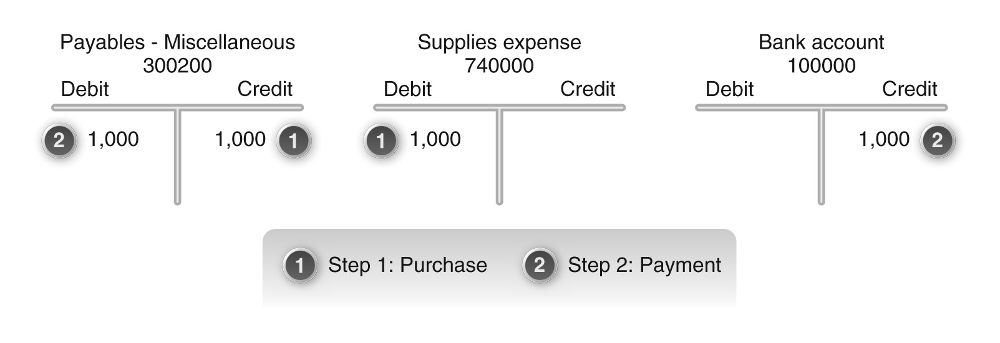 Payables - Miscellaneous
300200
Debit Credit
2 1,000 1,000 1
Supplies expense
740000
Debit Credit
1 1,000
Bank account
100000
Debit Credit
1,000 2
1 Step 1: Purchase 2 Step 2: Payment